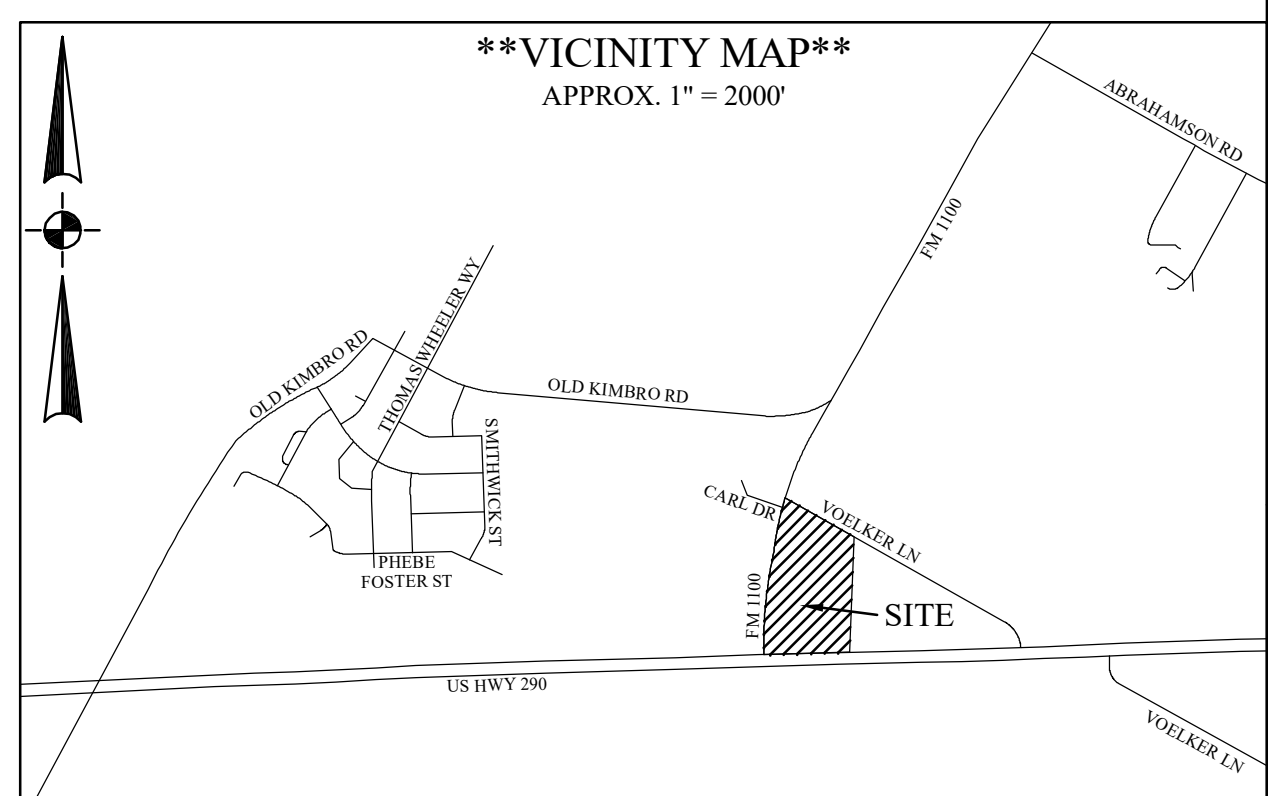 **VICINITY MAP**
APPROX. 1" = 2000'
ABRAHAMSON RD
FM 1100
THOMAS WHEELER WY
OLD KIMBRO RD
OLD KIMBRO RD
SMITHWICK ST
CARL DR
VOELKER LN
PHEBE
FOSTER ST
FM 1100
SITE
US HWY 290
VOELKER LN